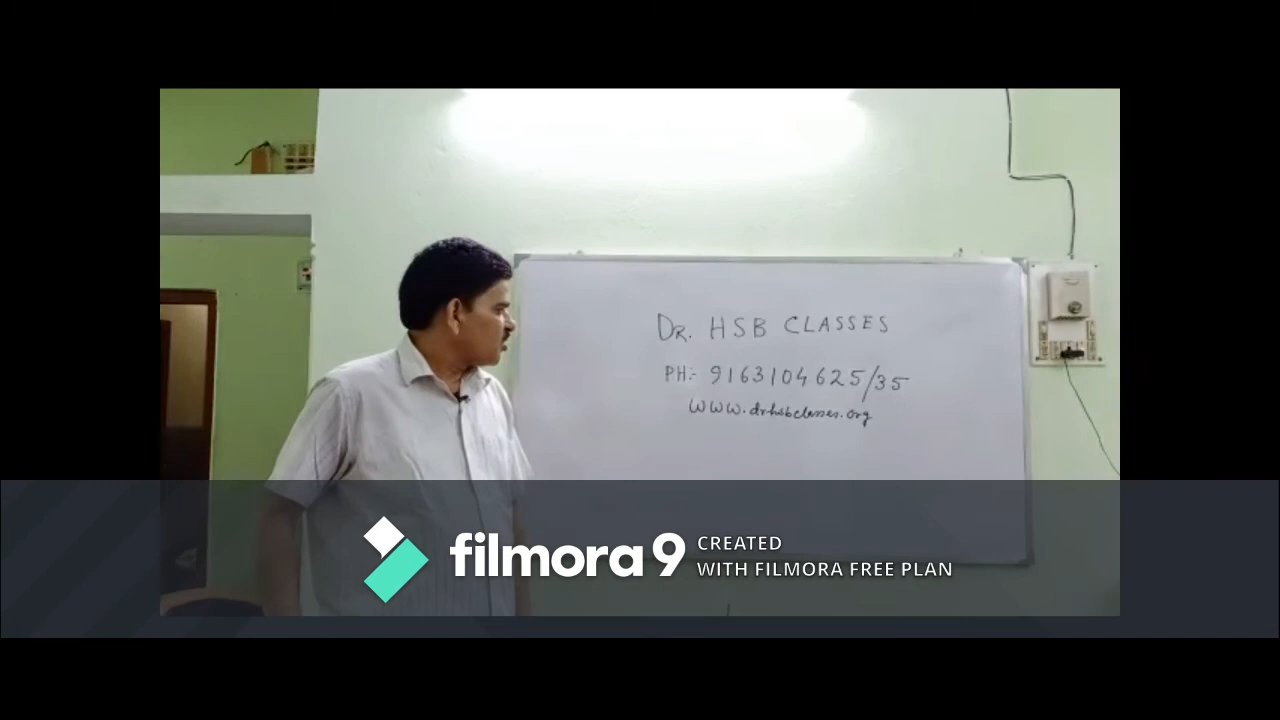 DR. HSB CLASSES
PH:- 9163104625/35
www.drhsbclasses.org
filmora 9 CREATED
WITH FILMORA FREE PLAN